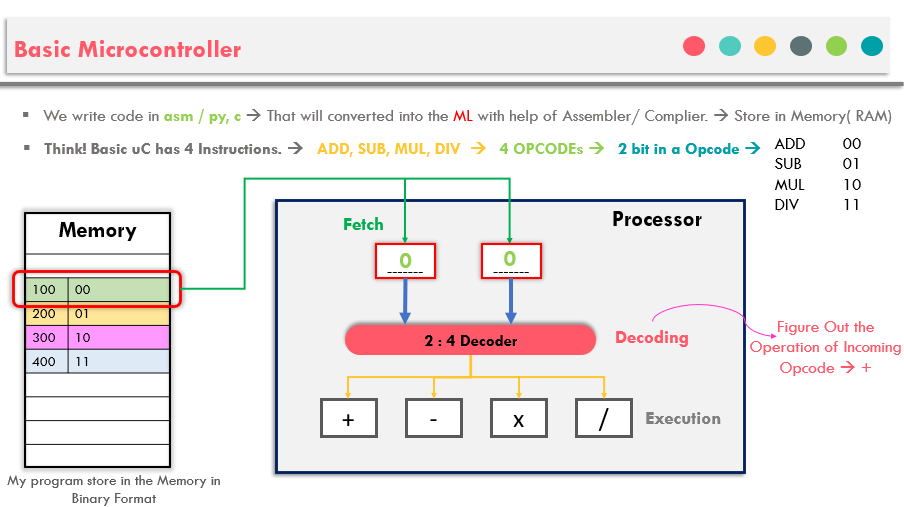 Basic Microcontroller
▪ We write code in asm / py, c → That will converted into the ML with help of Assembler/ Complier. → Store in Memory( RAM)
▪ Think! Basic uC has 4 Instructions. → ADD, SUB, MUL, DIV → 4 OPCODEs → 2 bit in a Opcode →
ADD 00
SUB 01
MUL 10
DIV 11
Memory
100 00
200 01
300 10
400 11
My program store in the Memory in
Binary Format
Fetch
Processor
0 0
------- -------
2 : 4 Decoder
Decoding
Figure Out the
Operation of Incoming
Opcode → +
+ - x /
Execution